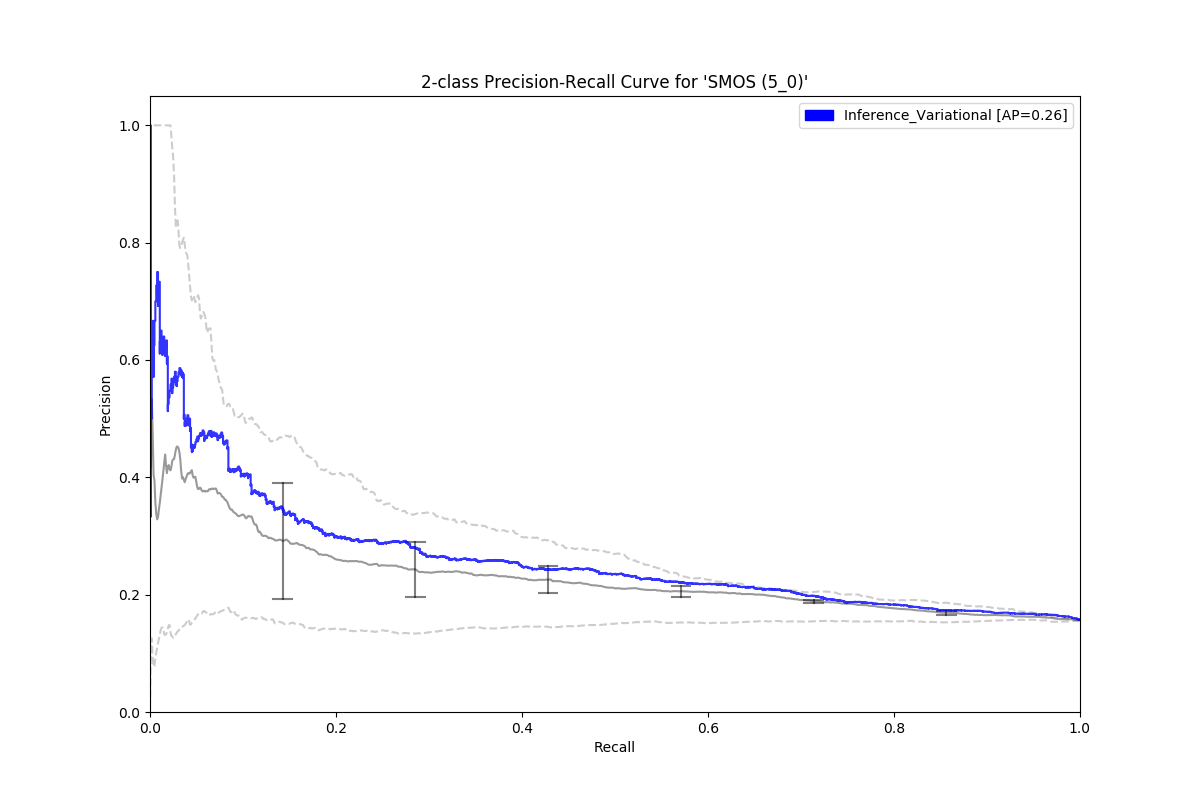 2-class Precision-Recall Curve for 'SMOS (5_0)'
Inference_Variational [AP=0.26]
1.0
0.8
0.6
0.4
0.2
0.0
Precision
0.0 0.2 0.4 0.6 0.8 1.0
Recall